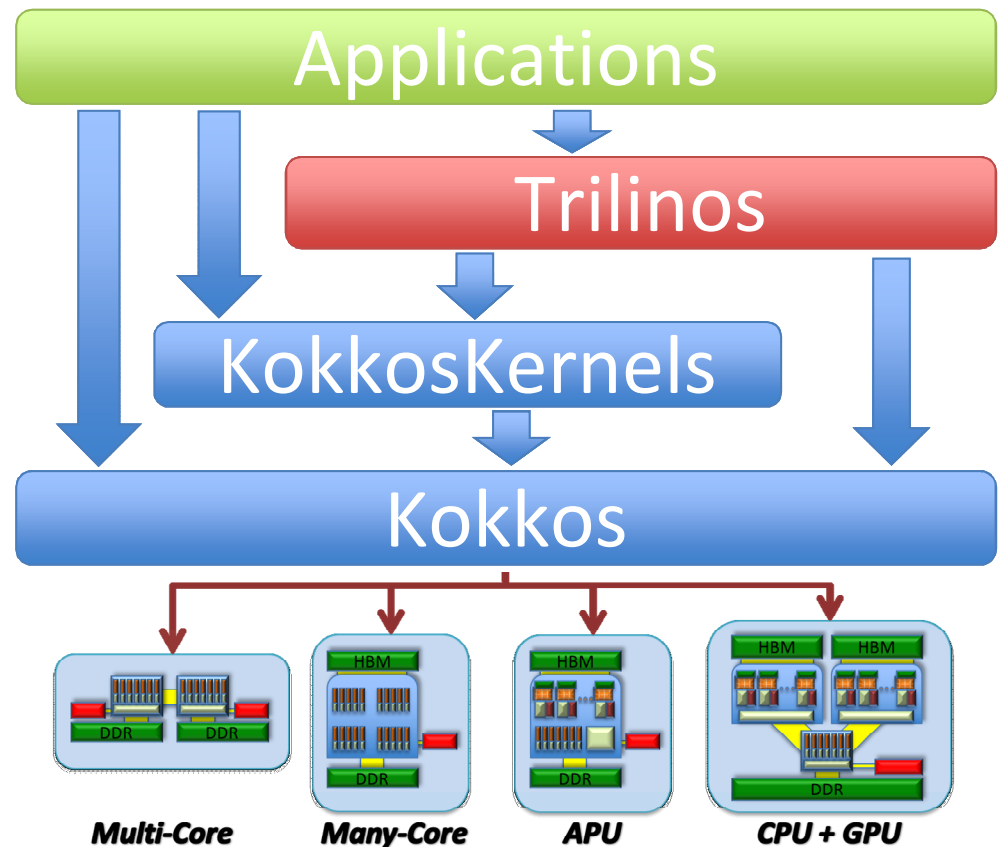 Applications
Trilinos
KokkosKernels
Kokkos
HBM HBM HBM HBM
DDR DDR DDR DDR DDR
Multi-Core Many-Core APU CPU + GPU